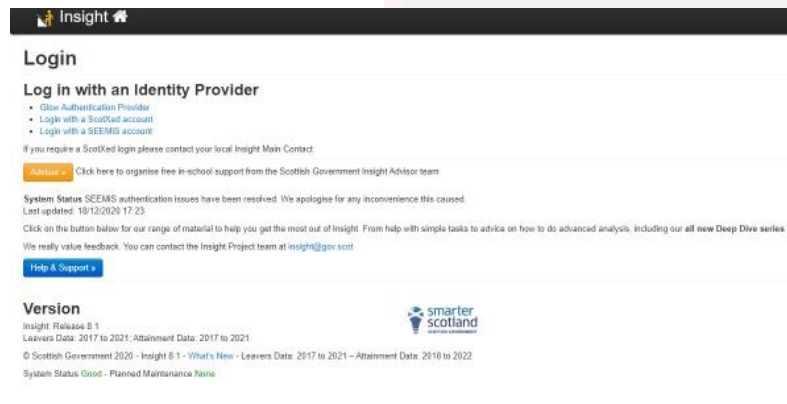 Insight
Login
Log in with an Identity Provider
Glow Authentication Provider
Login with a ScotXed account
Login with a SEEMIS account
If you require a ScotXed login please contact your local Insight Main Contact
Advisor » Click here to organise free in-school support from the Scottish Government Insight Advisor team
System Status SEEMIS authentication issues have been resolved. We apologise for any inconvenience this caused.
Last updated: 18/12/2020 17:23
Click on the button below for our range of material to help you get the most out of Insight. From help with simple tasks to advice on how to do advanced analysis, including our all new Deep Dive series
We really value feedback. You can contact the Insight Project team at insight@gov.scot
Help & Support »
Version
smarter
scotland
SCOTTISH GOVERNMENT
Insight: Release 8.1
Leavers Data: 2017 to 2021; Attainment Data: 2017 to 2021
© Scottish Government 2020 - Insight 8.1 - What's New - Leavers Data: 2017 to 2021 – Attainment Data: 2018 to 2022
System Status Good - Planned Maintenance None